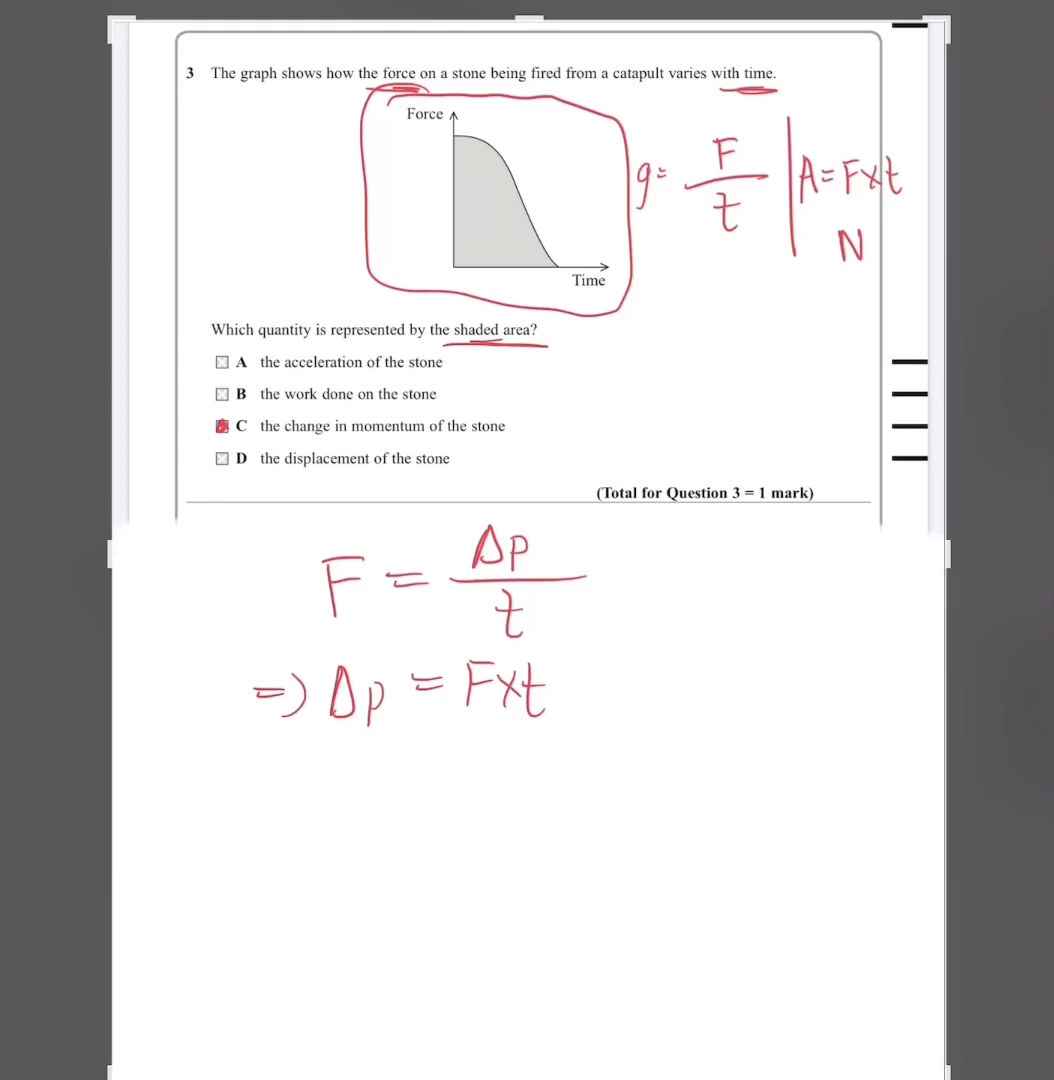 3 The graph shows how the force on a stone being fired from a catapult varies with time.
Force
g = F/t | A = F×t
N
Time
Which quantity is represented by the shaded area?
A the acceleration of the stone
B the work done on the stone
C the change in momentum of the stone
D the displacement of the stone
(Total for Question 3 = 1 mark)
F = Δp/t
=> Δp = F×t